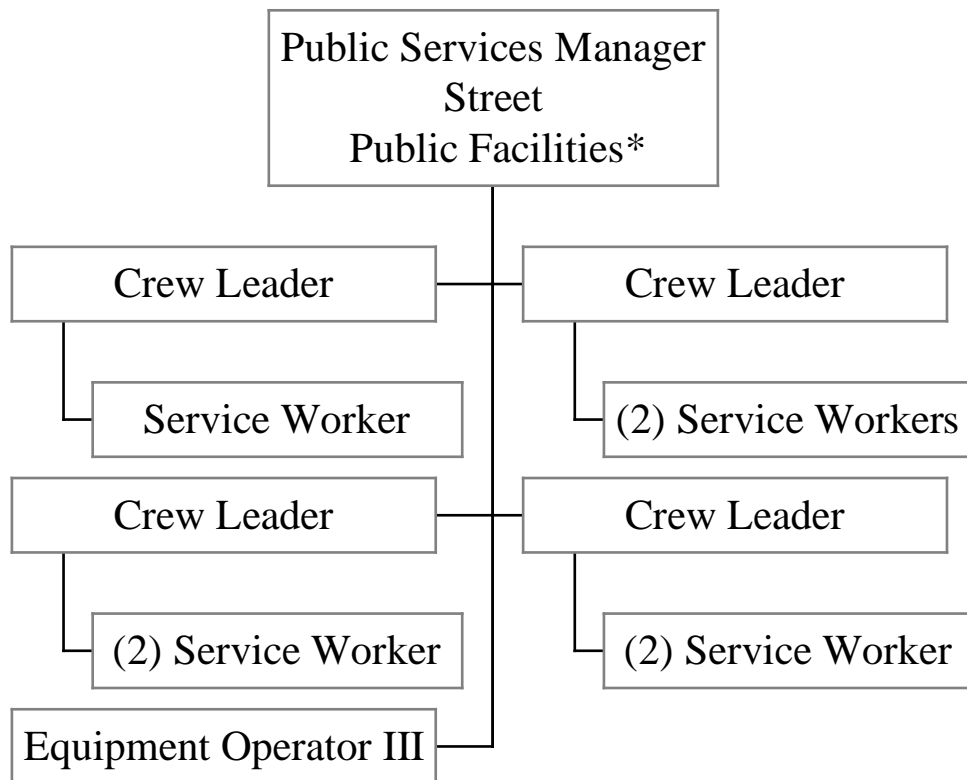 Public Services Manager
Street
Public Facilities*
Crew Leader
Crew Leader
Service Worker
(2) Service Workers
Crew Leader
Crew Leader
(2) Service Worker
(2) Service Worker
Equipment Operator III